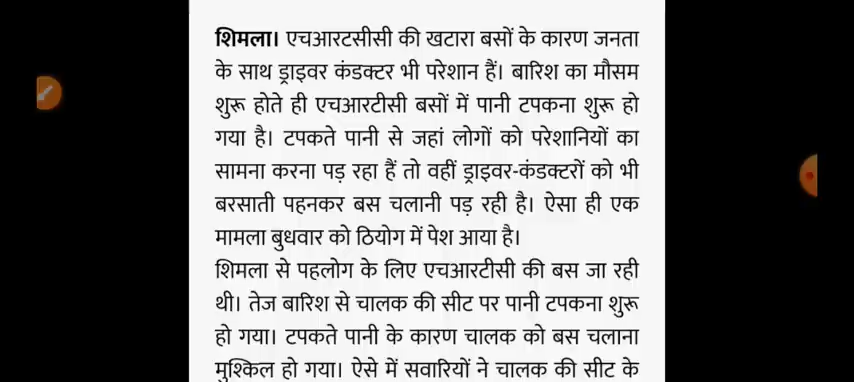 शिमला। एचआरटसीसी की खटारा बसों के कारण जनता
के साथ ड्राइवर कंडक्टर भी परेशान हैं। बारिश का मौसम
शुरू होते ही एचआरटीसी बसों में पानी टपकना शुरू हो
गया है। टपकते पानी से जहां लोगों को परेशानियों का
सामना करना पड़ रहा हैं तो वहीं ड्राइवर-कंडक्टरों को भी
बरसाती पहनकर बस चलानी पड़ रही है। ऐसा ही एक
मामला बुधवार को ठियोग में पेश आया है।
शिमला से पहलोग के लिए एचआरटीसी की बस जा रही
थी। तेज बारिश से चालक की सीट पर पानी टपकना शुरू
हो गया। टपकते पानी के कारण चालक को बस चलाना
मुश्किल हो गया। ऐसे में सवारियों ने चालक की सीट के